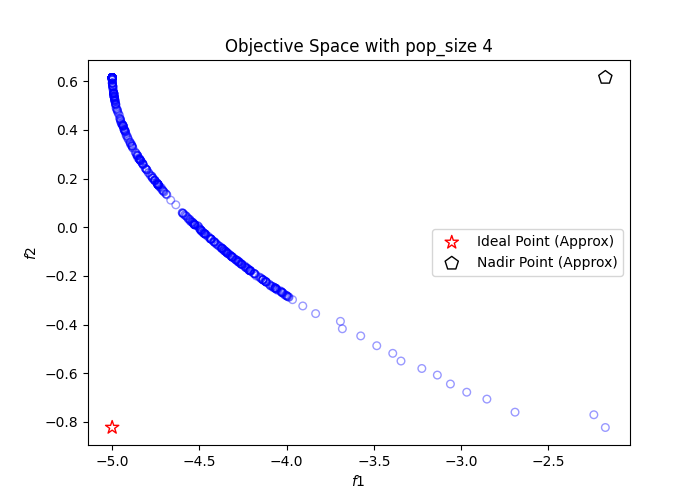 Objective Space with pop_size 4
0.6
0.4
0.2
0.0
−0.2
−0.4
−0.6
−0.8
f2
Ideal Point (Approx)
Nadir Point (Approx)
−5.0 −4.5 −4.0 −3.5 −3.0 −2.5
f1